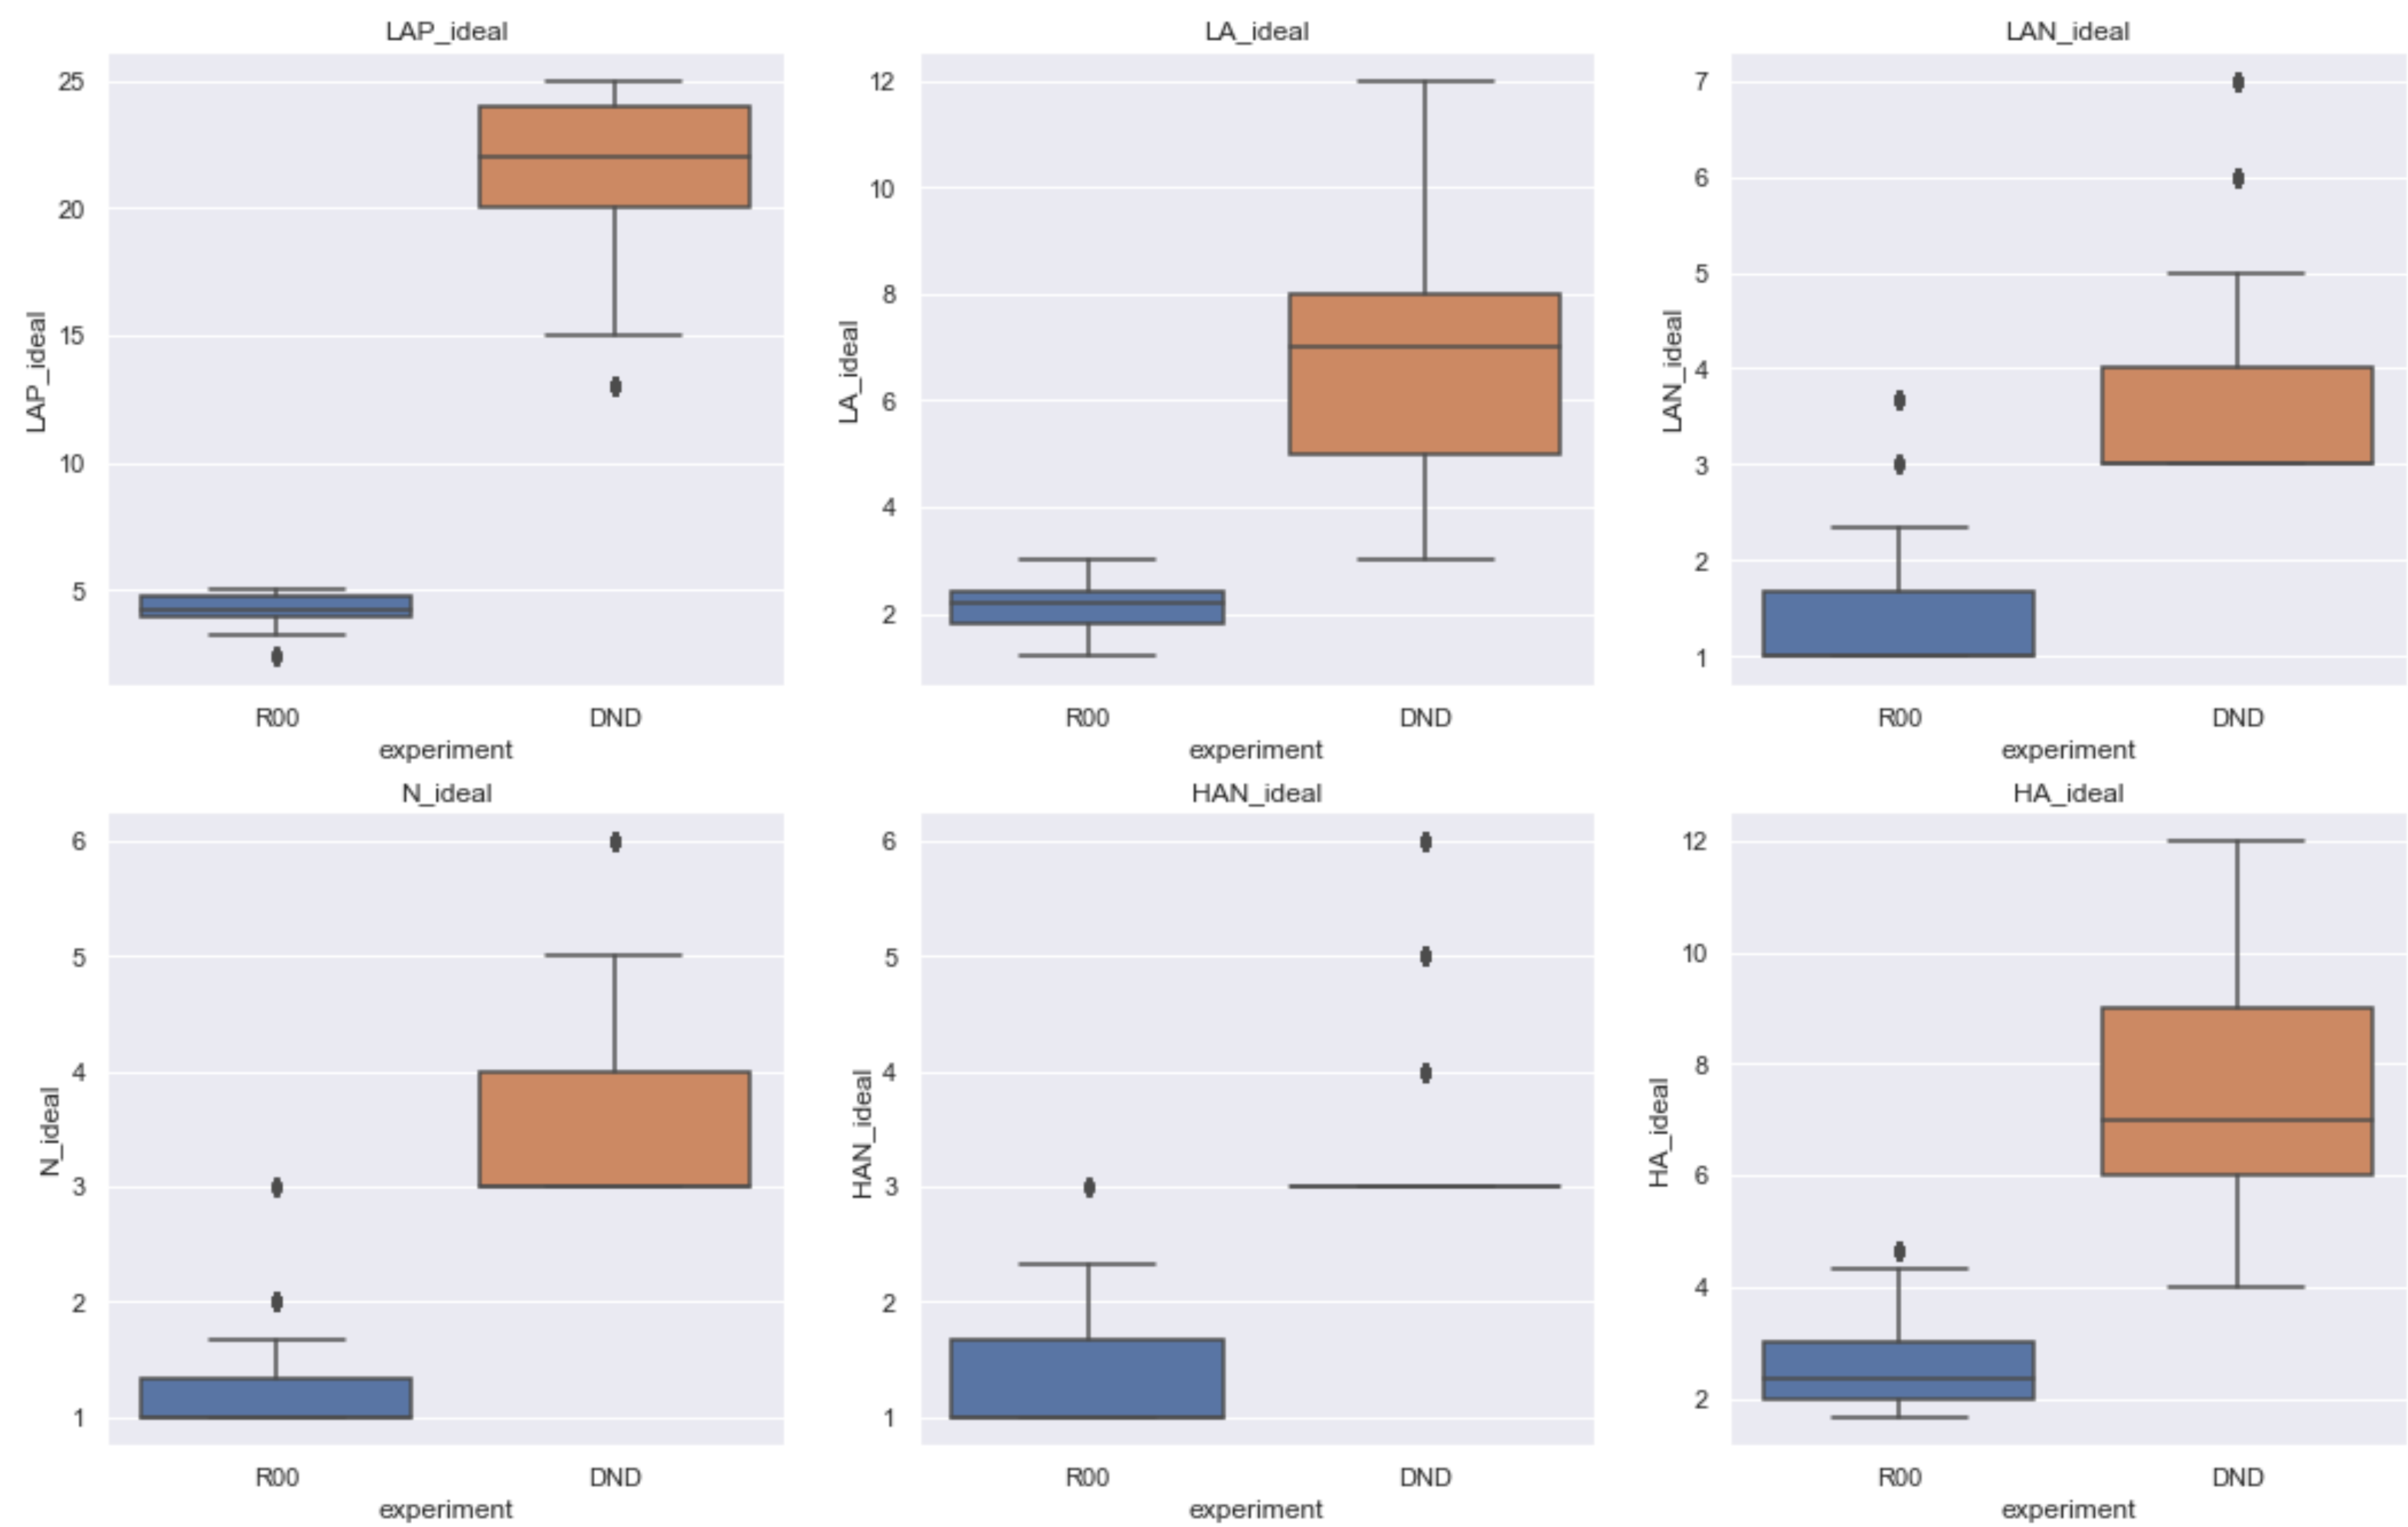 LAP_ideal
LAP_ideal
25
20
15
10
5
R00 DND
experiment
LA_ideal
LA_ideal
12
10
8
6
4
2
R00 DND
experiment
LAN_ideal
LAN_ideal
7
6
5
4
3
2
1
R00 DND
experiment
N_ideal
N_ideal
6
5
4
3
2
1
R00 DND
experiment
HAN_ideal
HAN_ideal
6
5
4
3
2
1
R00 DND
experiment
HA_ideal
HA_ideal
12
10
8
6
4
2
R00 DND
experiment